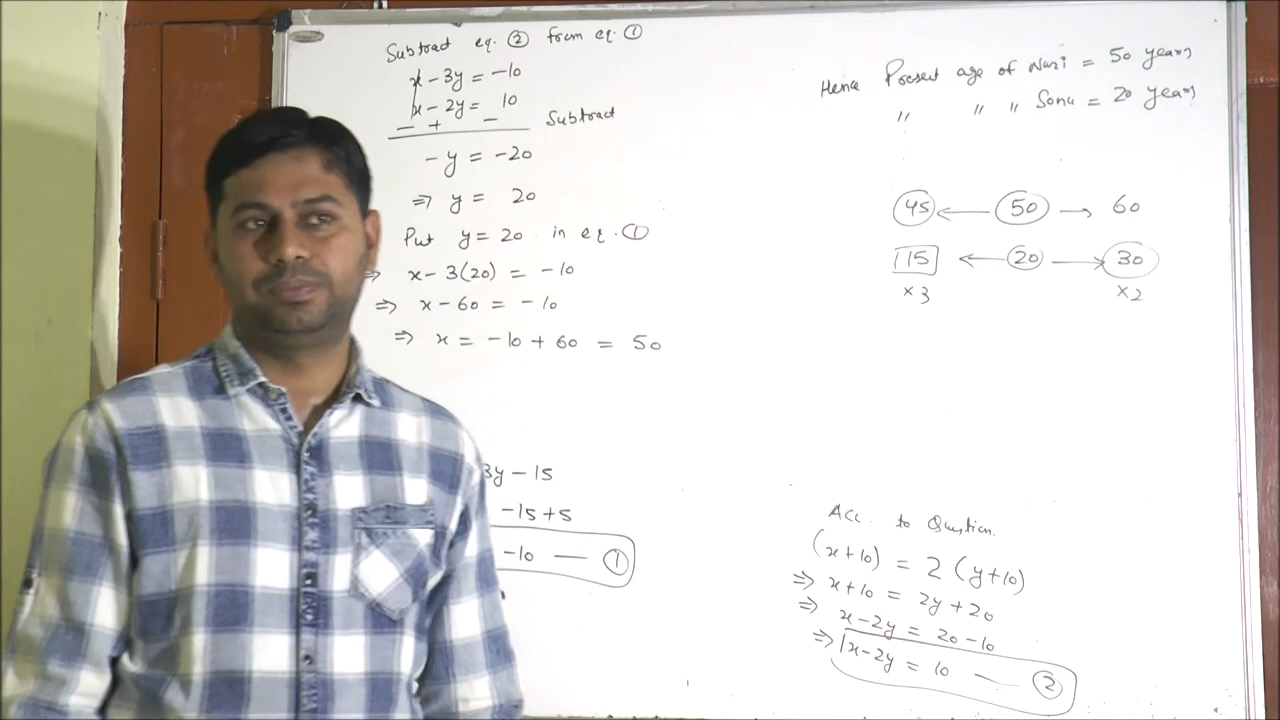 Subtract eq. ② from eq. ①
x - 3y = -10
x - 2y = 10
- + - Subtract
- y = -20
⇒ y = 20
Put y = 20 in eq. ①
⇒ x - 3(20) = -10
⇒ x - 60 = -10
⇒ x = -10 + 60 = 50
3y - 15
-15+5
-10 — ①
Hence Present age of Nuri = 50 years
" " " Sonu = 20 years
45 ← 50 → 60
15 ← 20 → 30
×3 ×2
Acc. to Question.
(x+10) = 2 (y+10)
⇒ x+10 = 2y+20
⇒ x-2y = 20-10
⇒ x-2y = 10 — ②